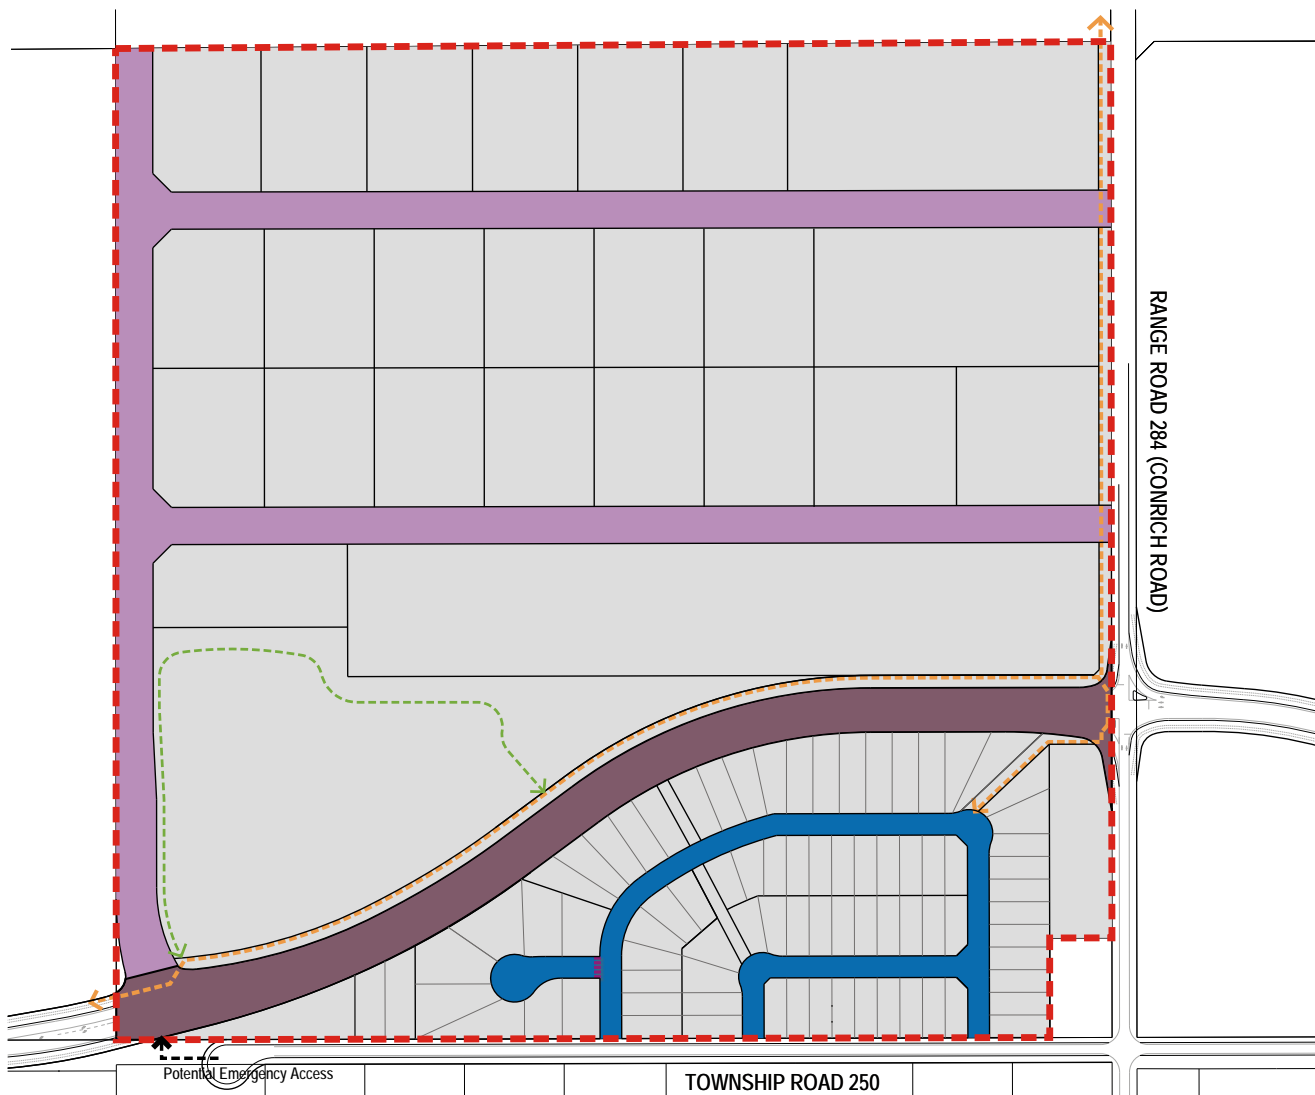 RANGE ROAD 284 (CONRICH ROAD)
Potential Emergency Access
TOWNSHIP ROAD 250